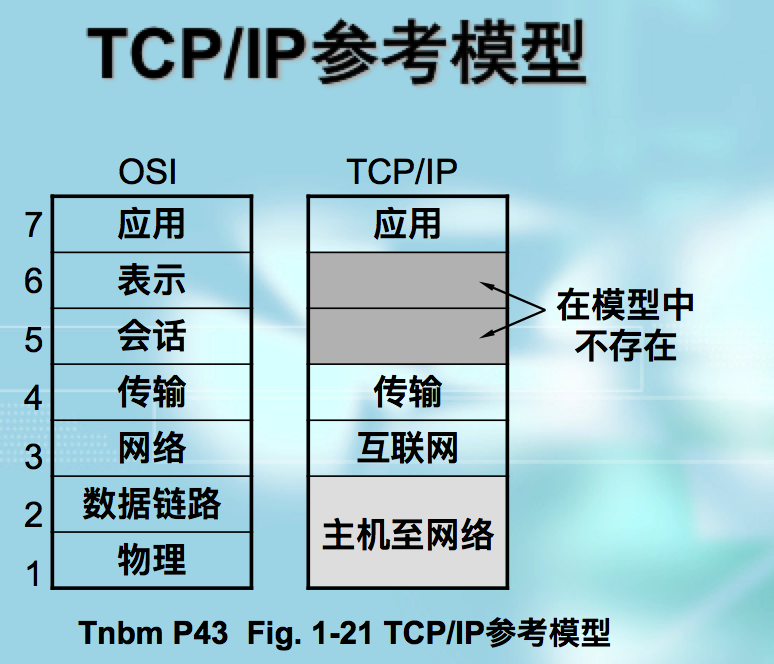 TCP/IP参考模型
OSI
TCP/IP
7 应用 应用
6 表示
5 会话
在模型中
不存在
4 传输 传输
3 网络 互联网
2 数据链路
主机至网络
1 物理
Tnbm P43 Fig. 1-21 TCP/IP参考模型